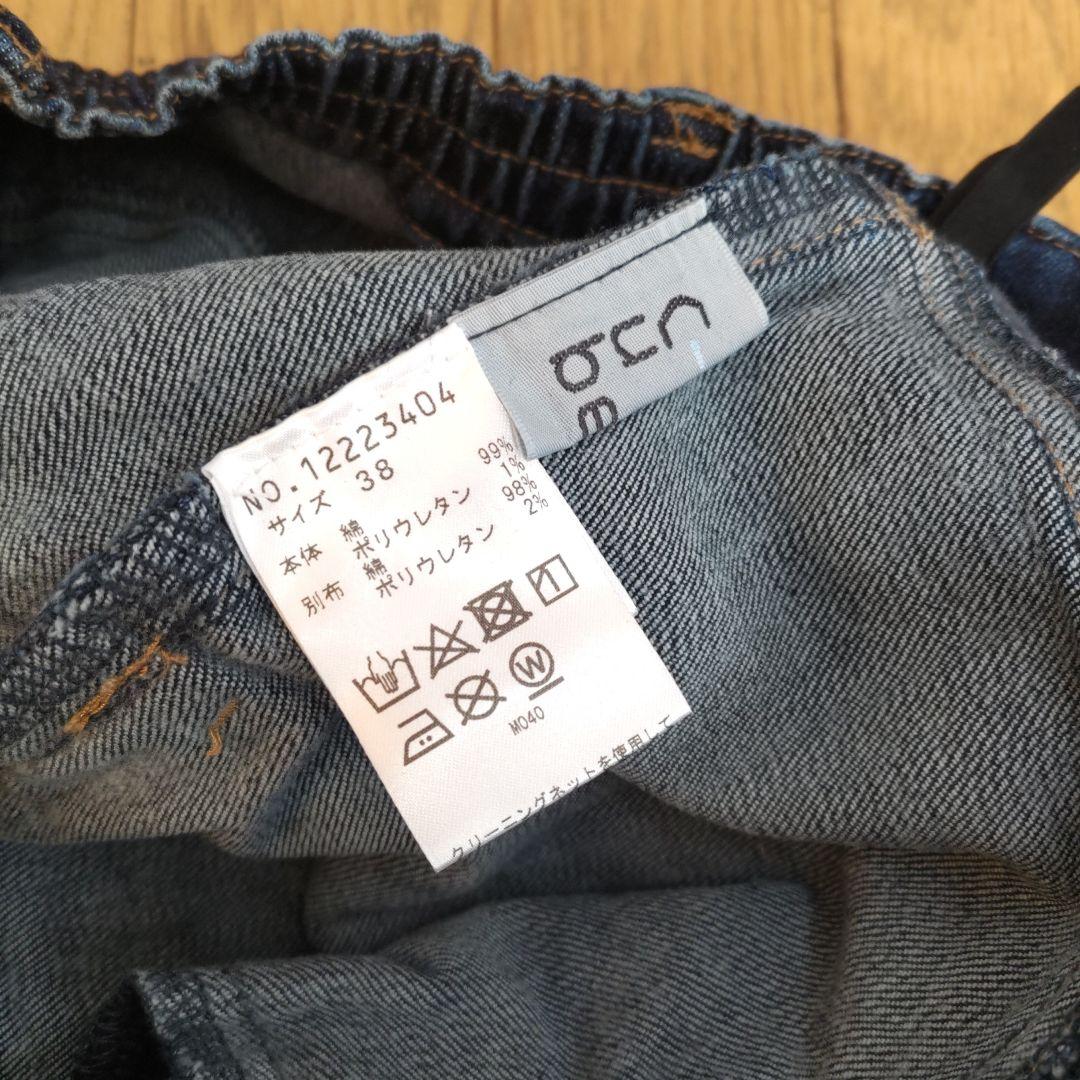 NO.12223404
サイズ 38
本体 綿 99%
ポリウレタン 1%
別布 綿 98%
ポリウレタン 2%
W
M040
クリーニングネットを使用して